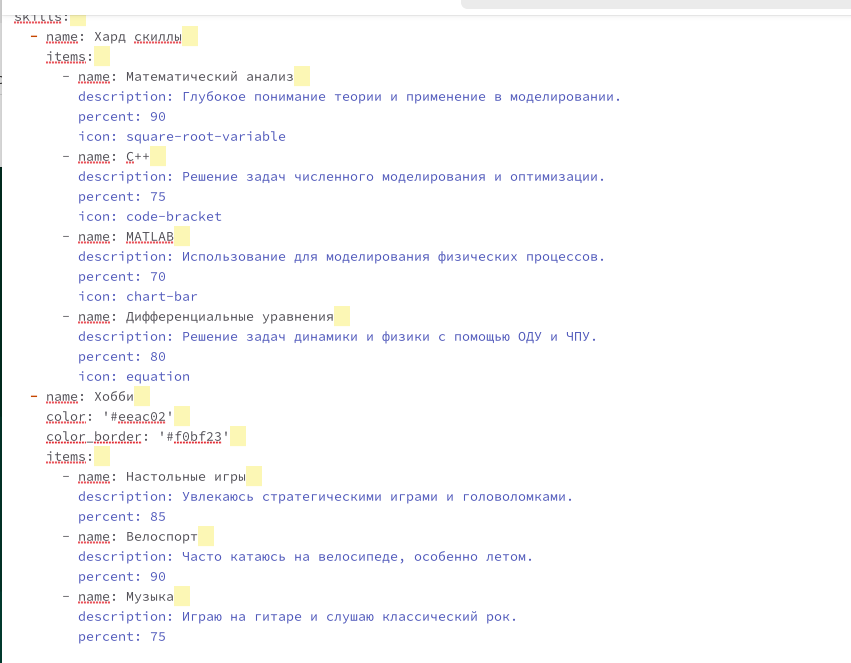 skills:
- name: Хард скиллы
items:
- name: Математический анализ
description: Глубокое понимание теории и применение в моделировании.
percent: 90
icon: square-root-variable
- name: C++
description: Решение задач численного моделирования и оптимизации.
percent: 75
icon: code-bracket
- name: MATLAB
description: Использование для моделирования физических процессов.
percent: 70
icon: chart-bar
- name: Дифференциальные уравнения
description: Решение задач динамики и физики с помощью ОДУ и ЧПУ.
percent: 80
icon: equation
- name: Хобби
color: '#eeac02'
color_border: '#f0bf23'
items:
- name: Настольные игры
description: Увлекаюсь стратегическими играми и головоломками.
percent: 85
- name: Велоспорт
description: Часто катаюсь на велосипеде, особенно летом.
percent: 90
- name: Музыка
description: Играю на гитаре и слушаю классический рок.
percent: 75